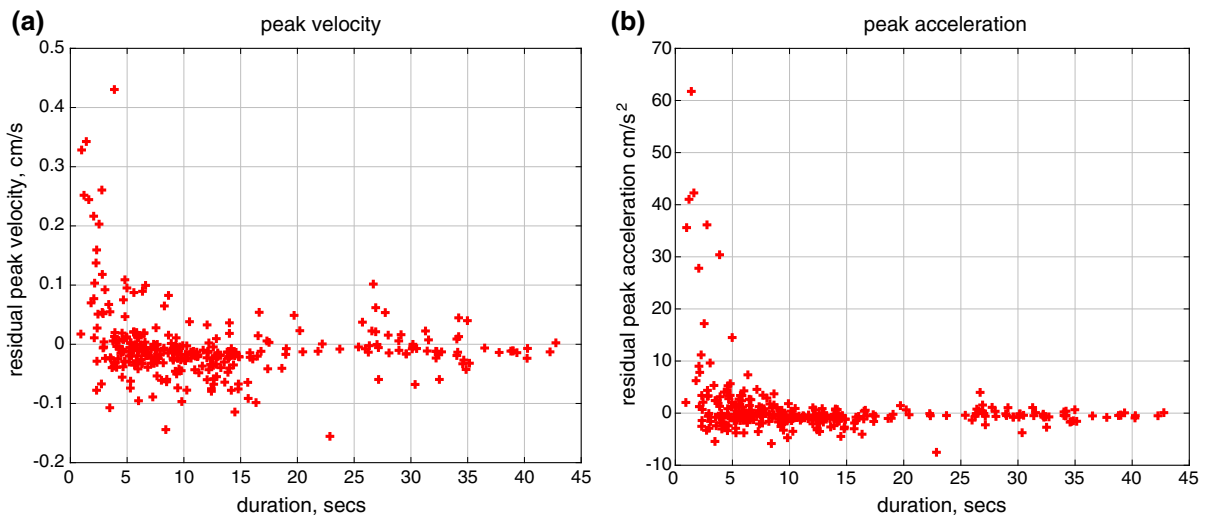 (a) peak velocity
residual peak velocity, cm/s
0.5
0.4
0.3
0.2
0.1
0
-0.1
-0.2
0 5 10 15 20 25 30 35 40 45
duration, secs
(b) peak acceleration
residual peak acceleration cm/s²
70
60
50
40
30
20
10
0
-10
0 5 10 15 20 25 30 35 40 45
duration, secs